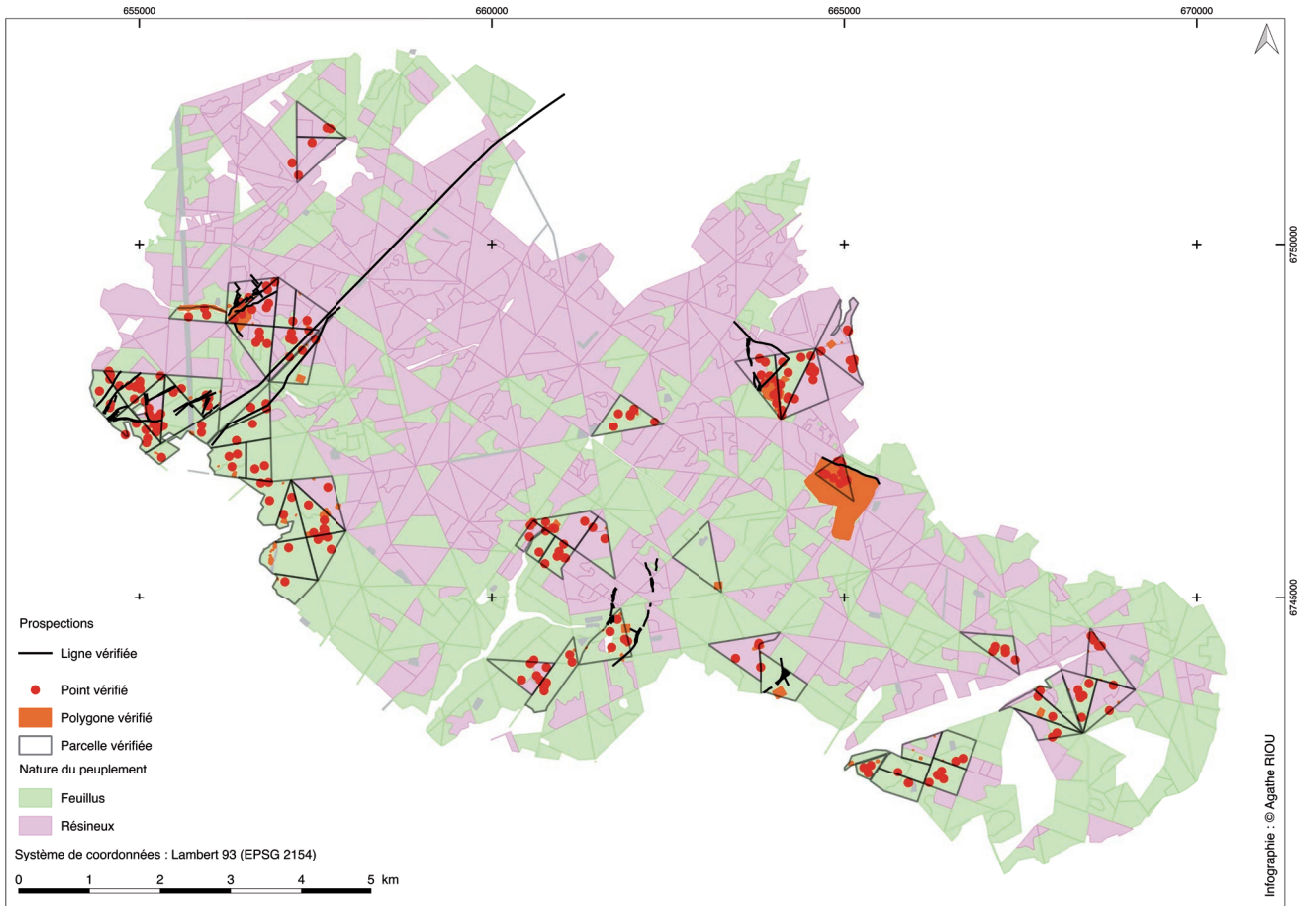 655000
660000
665000
670000
6750000
6745000
Prospections
Ligne vérifiée
Point vérifié
Polygone vérifié
Parcelle vérifiée
Nature du peuplement
Feuillus
Résineux
Système de coordonnées : Lambert 93 (EPSG 2154)
0 1 2 3 4 5 km
Infographie : © Agathe RIOU